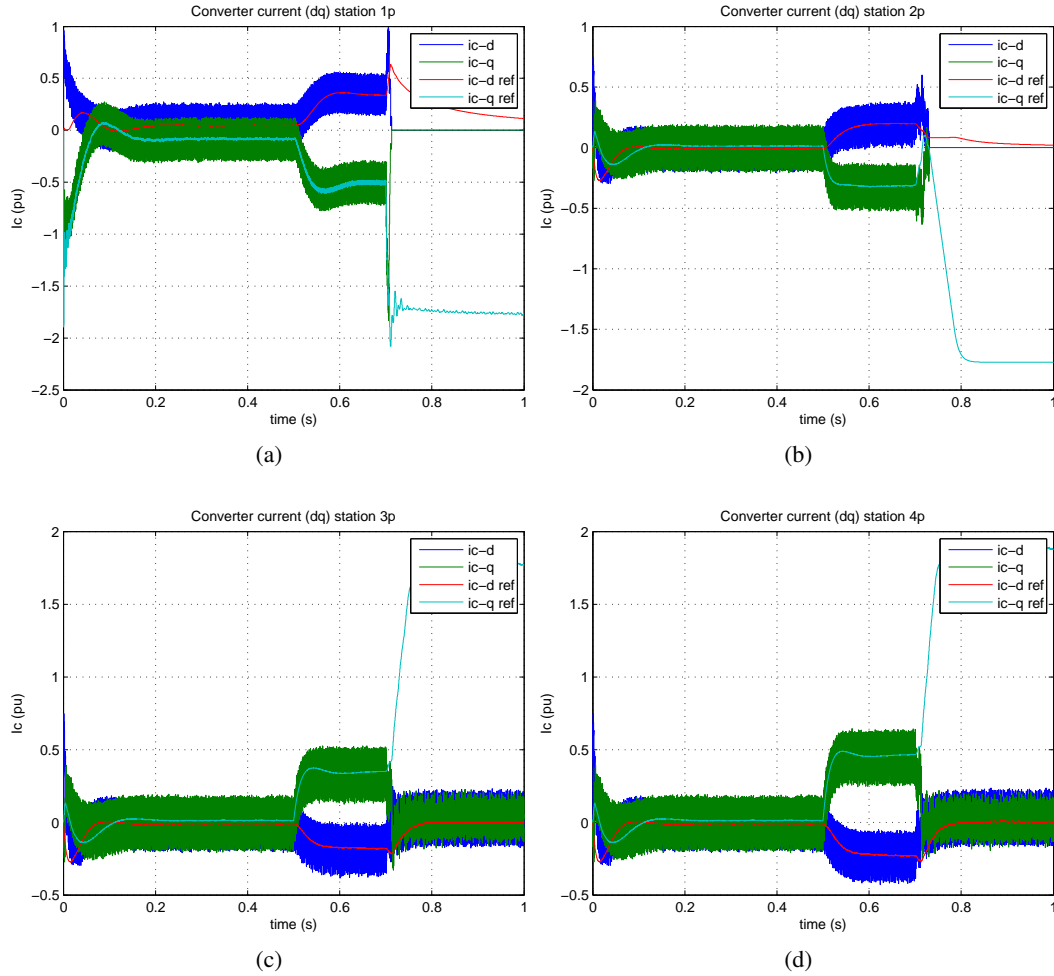 Converter current (dq) station 1p
ic−d
ic−q
ic−d ref
ic−q ref
1
0.5
0
−0.5
−1
−1.5
−2
−2.5
Ic (pu)
0
0.2
0.4
0.6
0.8
1
time (s)
(a)
Converter current (dq) station 2p
ic−d
ic−q
ic−d ref
ic−q ref
1
0.5
0
−0.5
−1
−1.5
−2
Ic (pu)
0
0.2
0.4
0.6
0.8
1
time (s)
(b)
Converter current (dq) station 3p
ic−d
ic−q
ic−d ref
ic−q ref
2
1.5
1
0.5
0
−0.5
Ic (pu)
0
0.2
0.4
0.6
0.8
1
time (s)
(c)
Converter current (dq) station 4p
ic−d
ic−q
ic−d ref
ic−q ref
2
1.5
1
0.5
0
−0.5
Ic (pu)
0
0.2
0.4
0.6
0.8
1
time (s)
(d)